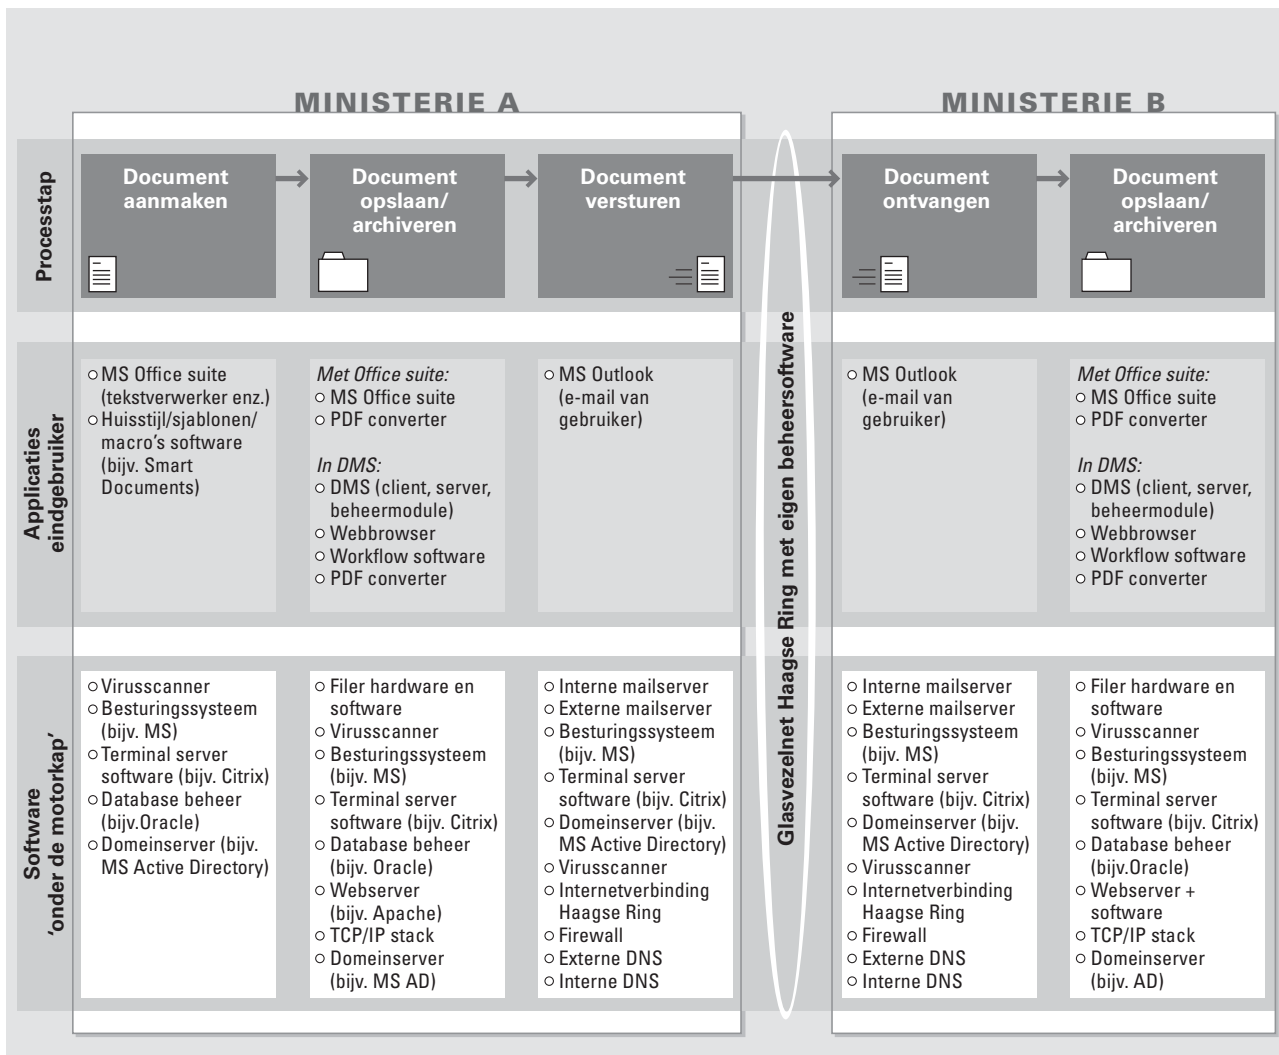 MINISTERIE A
MINISTERIE B
Processtap
Document
aanmaken
Document
opslaan/
archiveren
Document
versturen
Document
ontvangen
Document
opslaan/
archiveren
Applicaties
eindgebruiker
MS Office suite
(tekstverwerker enz.)
Huisstijl/sjablonen/
macro's software
(bijv. Smart
Documents)
Met Office suite:
MS Office suite
PDF converter
In DMS:
DMS (client, server,
beheermodule)
Webbrowser
Workflow software
PDF converter
MS Outlook
(e-mail van
gebruiker)
Glasvezelnet Haagse Ring met eigen beheersoftware
MS Outlook
(e-mail van
gebruiker)
Met Office suite:
MS Office suite
PDF converter
In DMS:
DMS (client, server,
beheermodule)
Webbrowser
Workflow software
PDF converter
Software
'onder de motorkap'
Virusscanner
Besturingssysteem
(bijv. MS)
Terminal server
software (bijv. Citrix)
Database beheer
(bijv.Oracle)
Domeinserver (bijv.
MS Active Directory)
Filer hardware en
software
Virusscanner
Besturingssysteem
(bijv. MS)
Terminal server
software (bijv. Citrix)
Database beheer
(bijv. Oracle)
Webserver
(bijv. Apache)
TCP/IP stack
Domeinserver
(bijv. MS AD)
Interne mailserver
Externe mailserver
Besturingssysteem
(bijv. MS)
Terminal server
software (bijv. Citrix)
Domeinserver (bijv.
MS Active Directory)
Virusscanner
Internetverbinding
Haagse Ring
Firewall
Externe DNS
Interne DNS
Interne mailserver
Externe mailserver
Besturingssysteem
(bijv. MS)
Terminal server
software (bijv. Citrix)
Domeinserver (bijv.
MS Active Directory)
Virusscanner
Internetverbinding
Haagse Ring
Firewall
Externe DNS
Interne DNS
Filer hardware en
software
Virusscanner
Besturingssysteem
(bijv. MS)
Terminal server
software (bijv. Citrix)
Database beheer
(bijv.Oracle)
Webserver +
software
TCP/IP stack
Domeinserver
(bijv. AD)